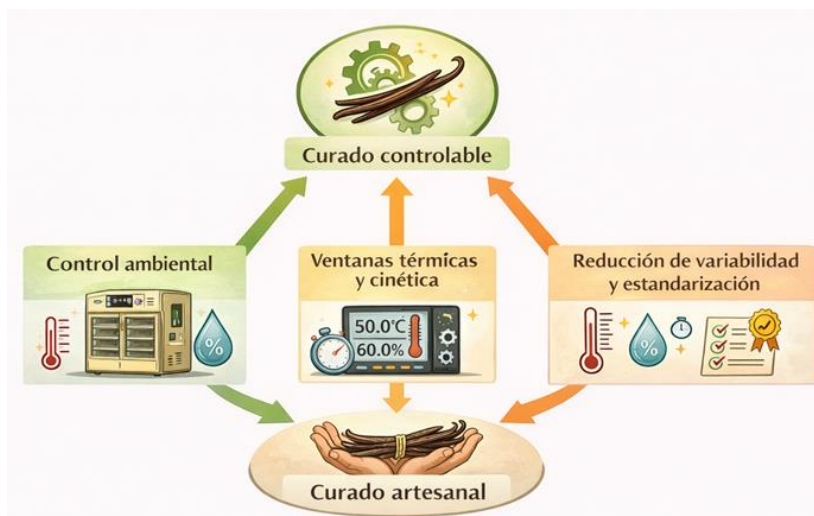 Curado controlable
Control ambiental
%
Ventanas térmicas
y cinética
50.0°C
60.0%
Reducción de variabilidad
y estandarización
%
Curado artesanal